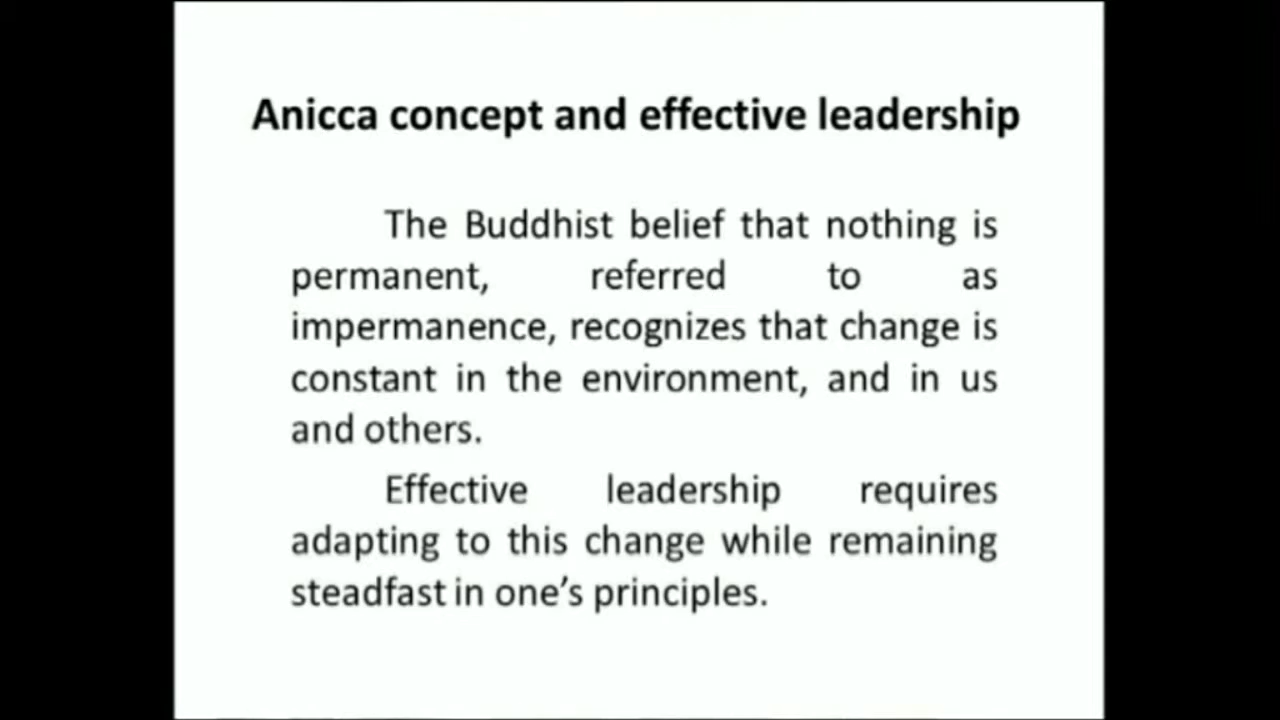 Anicca concept and effective leadership
The Buddhist belief that nothing is
permanent, referred to as
impermanence, recognizes that change is
constant in the environment, and in us
and others.
Effective leadership requires
adapting to this change while remaining
steadfast in one’s principles.